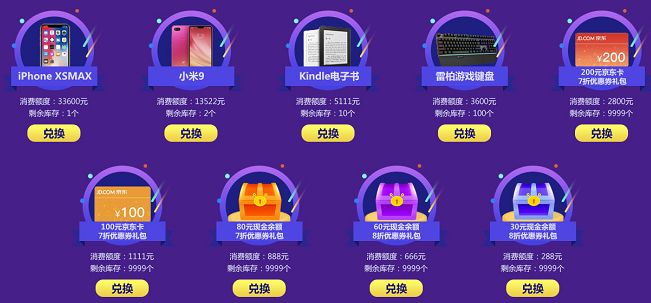 iPhone XSMAX
消费额度：33600元
剩余库存：1个
兑换
小米9
消费额度：13522元
剩余库存：2个
兑换
Kindle电子书
消费额度：5111元
剩余库存：10个
兑换
雷柏游戏键盘
消费额度：3600元
剩余库存：100个
兑换
JD.COM 京东
¥200
200元京东卡
7折优惠券礼包
消费额度：2800元
剩余库存：9999个
兑换
JD.COM 京东
¥100
100元京东卡
7折优惠券礼包
消费额度：1111元
剩余库存：9999个
兑换
80元现金余额
7折优惠券礼包
消费额度：888元
剩余库存：9999个
兑换
60元现金余额
8折优惠券礼包
消费额度：666元
剩余库存：9999个
兑换
30元现金余额
8折优惠券礼包
消费额度：288元
剩余库存：9999个
兑换